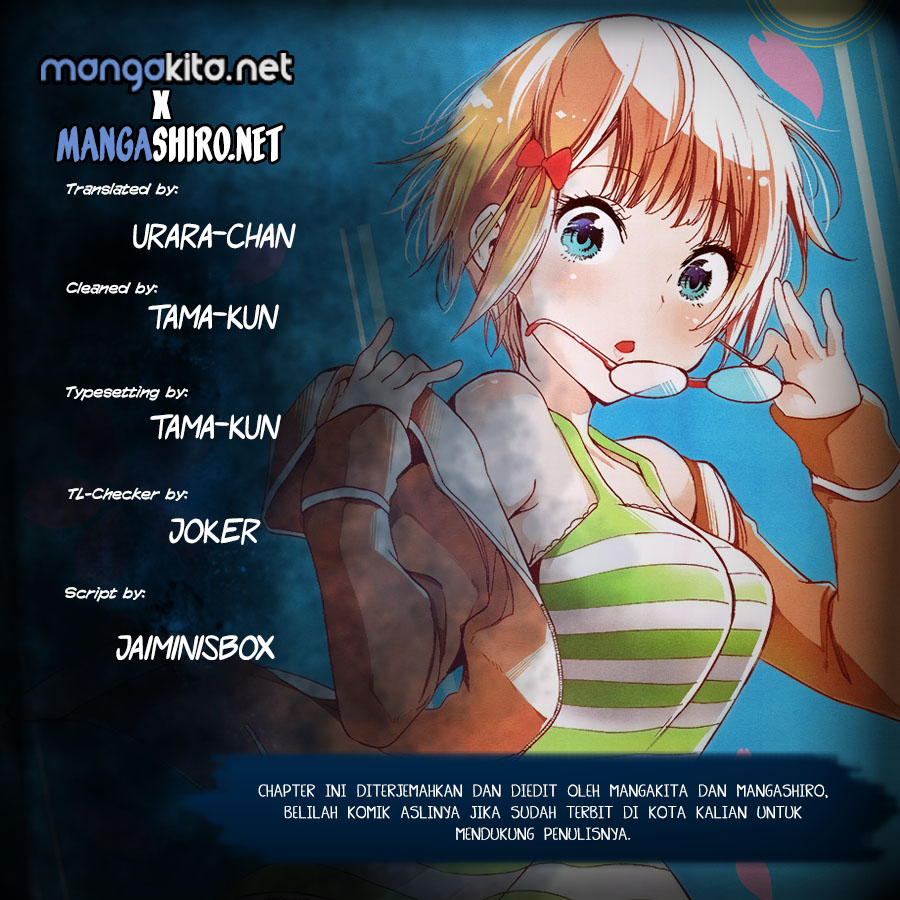 mangakita.net
X
MANGASHIRO.NET
Translated by:
URARA-CHAN
Cleaned by:
TAMA-KUN
Typesetting by:
TAMA-KUN
TL-Checker by:
JOKER
Script by:
JAIMINISBOX
CHAPTER INI DITERJEMAHKAN DAN DIEDIT OLEH MANGAKITA DAN MANGASHIRO,
BELILAH KOMIK ASLINYA JIKA SUDAH TERBIT DI KOTA KALIAN UNTUK
MENDUKUNG PENULISNYA.